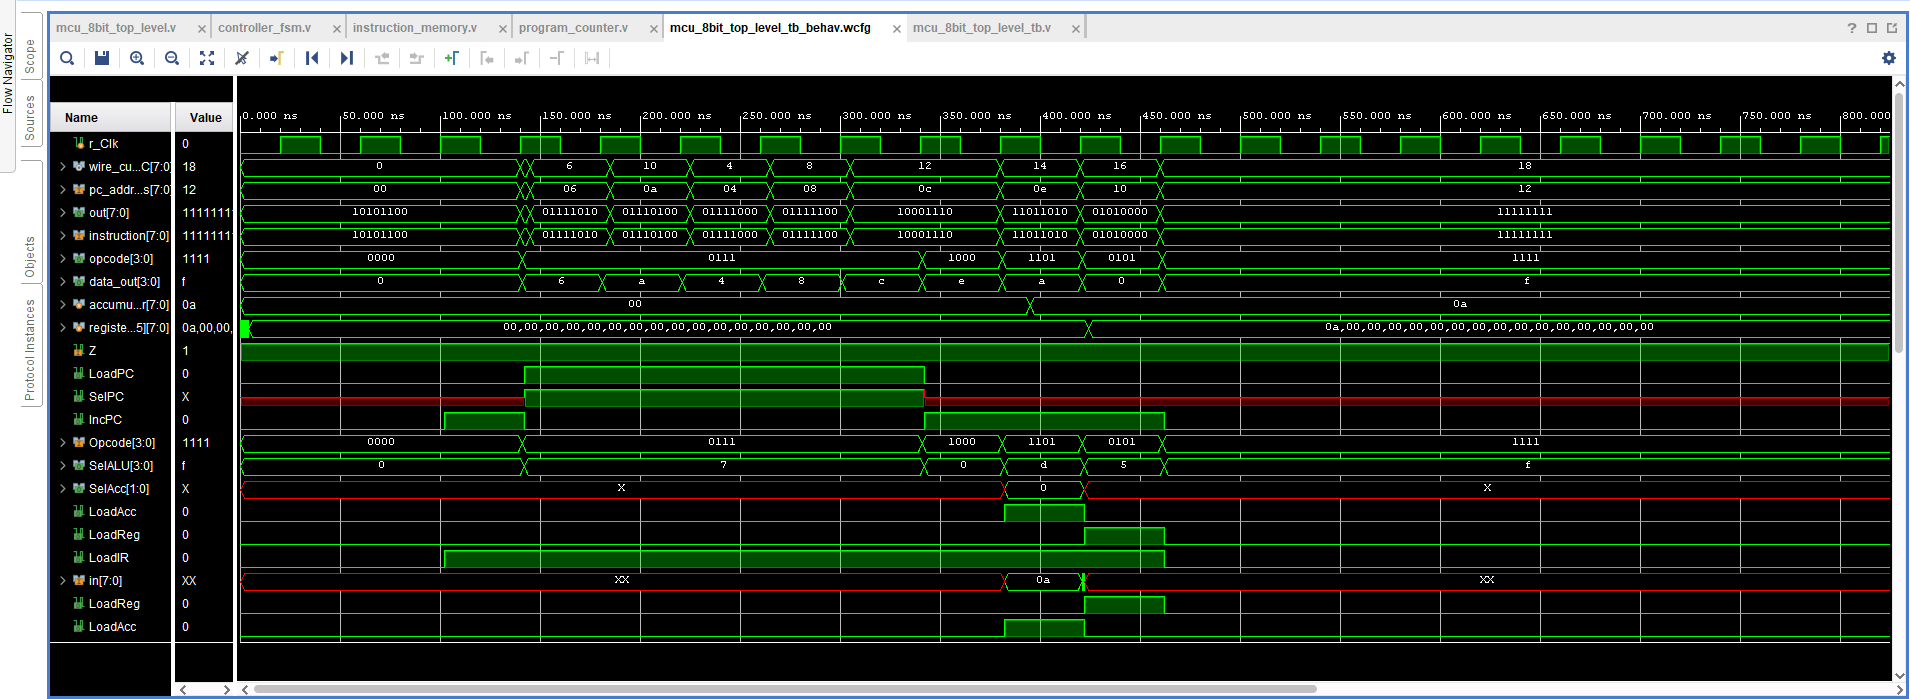 mcu_8bit_top_level.v × controller_fsm.v × instruction_memory.v × program_counter.v × mcu_8bit_top_level_tb_behav.wcfg × mcu_8bit_top_level_tb.v ×
Flow Navigator
Scope
Sources
Objects
Protocol Instances
Name Value 0.000 ns 50.000 ns 100.000 ns 150.000 ns 200.000 ns 250.000 ns 300.000 ns 350.000 ns 400.000 ns 450.000 ns 500.000 ns 550.000 ns 600.000 ns 650.000 ns 700.000 ns 750.000 ns 800.000
r_Clk 0
wire_cu...C[7:0] 18 0 6 10 4 8 12 14 16 18
pc_addr...s[7:0] 12 00 06 0a 04 08 0c 0e 10 12
out[7:0] 11111111 10101100 01111010 01110100 01111000 01111100 10001110 11011010 01010000 11111111
instruction[7:0] 11111111 10101100 01111010 01110100 01111000 01111100 10001110 11011010 01010000 11111111
opcode[3:0] 1111 0000 0111 1000 1101 0101 1111
data_out[3:0] f 0 6 a 4 8 c e a 0 f
accumu...r[7:0] 0a 00 0a
registe...5][7:0] 0a,00,00, 00,00,00,00,00,00,00,00,00,00,00,00,00,00,00,00 0a,00,00,00,00,00,00,00,00,00,00,00,00,00,00,00
Z 1
LoadPC 0
SelPC X
IncPC 0
Opcode[3:0] 1111 0000 0111 1000 1101 0101 1111
SelALU[3:0] f 0 7 0 d 5 f
SelAcc[1:0] X X 0 X
LoadAcc 0
LoadReg 0
LoadIR 0
in[7:0] XX XX 0a XX
LoadReg 0
LoadAcc 0